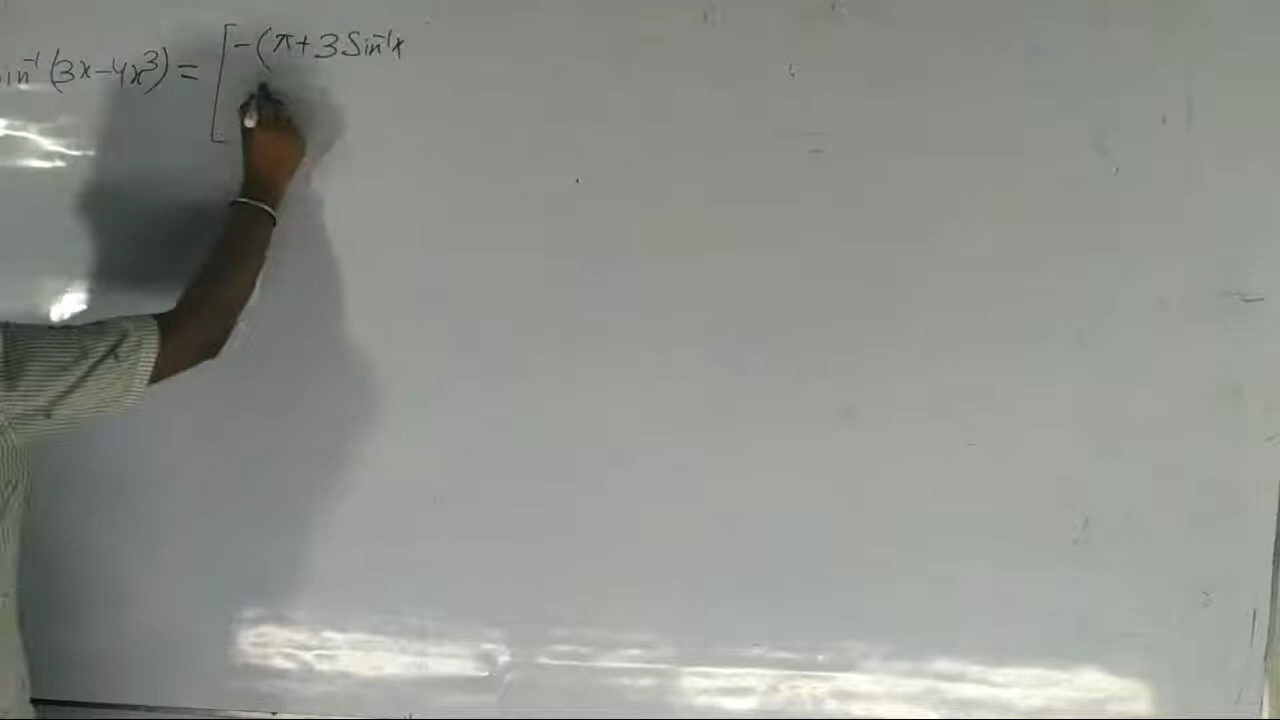 in⁻¹(3x-4x³) = [ -(π+3Sin⁻¹x